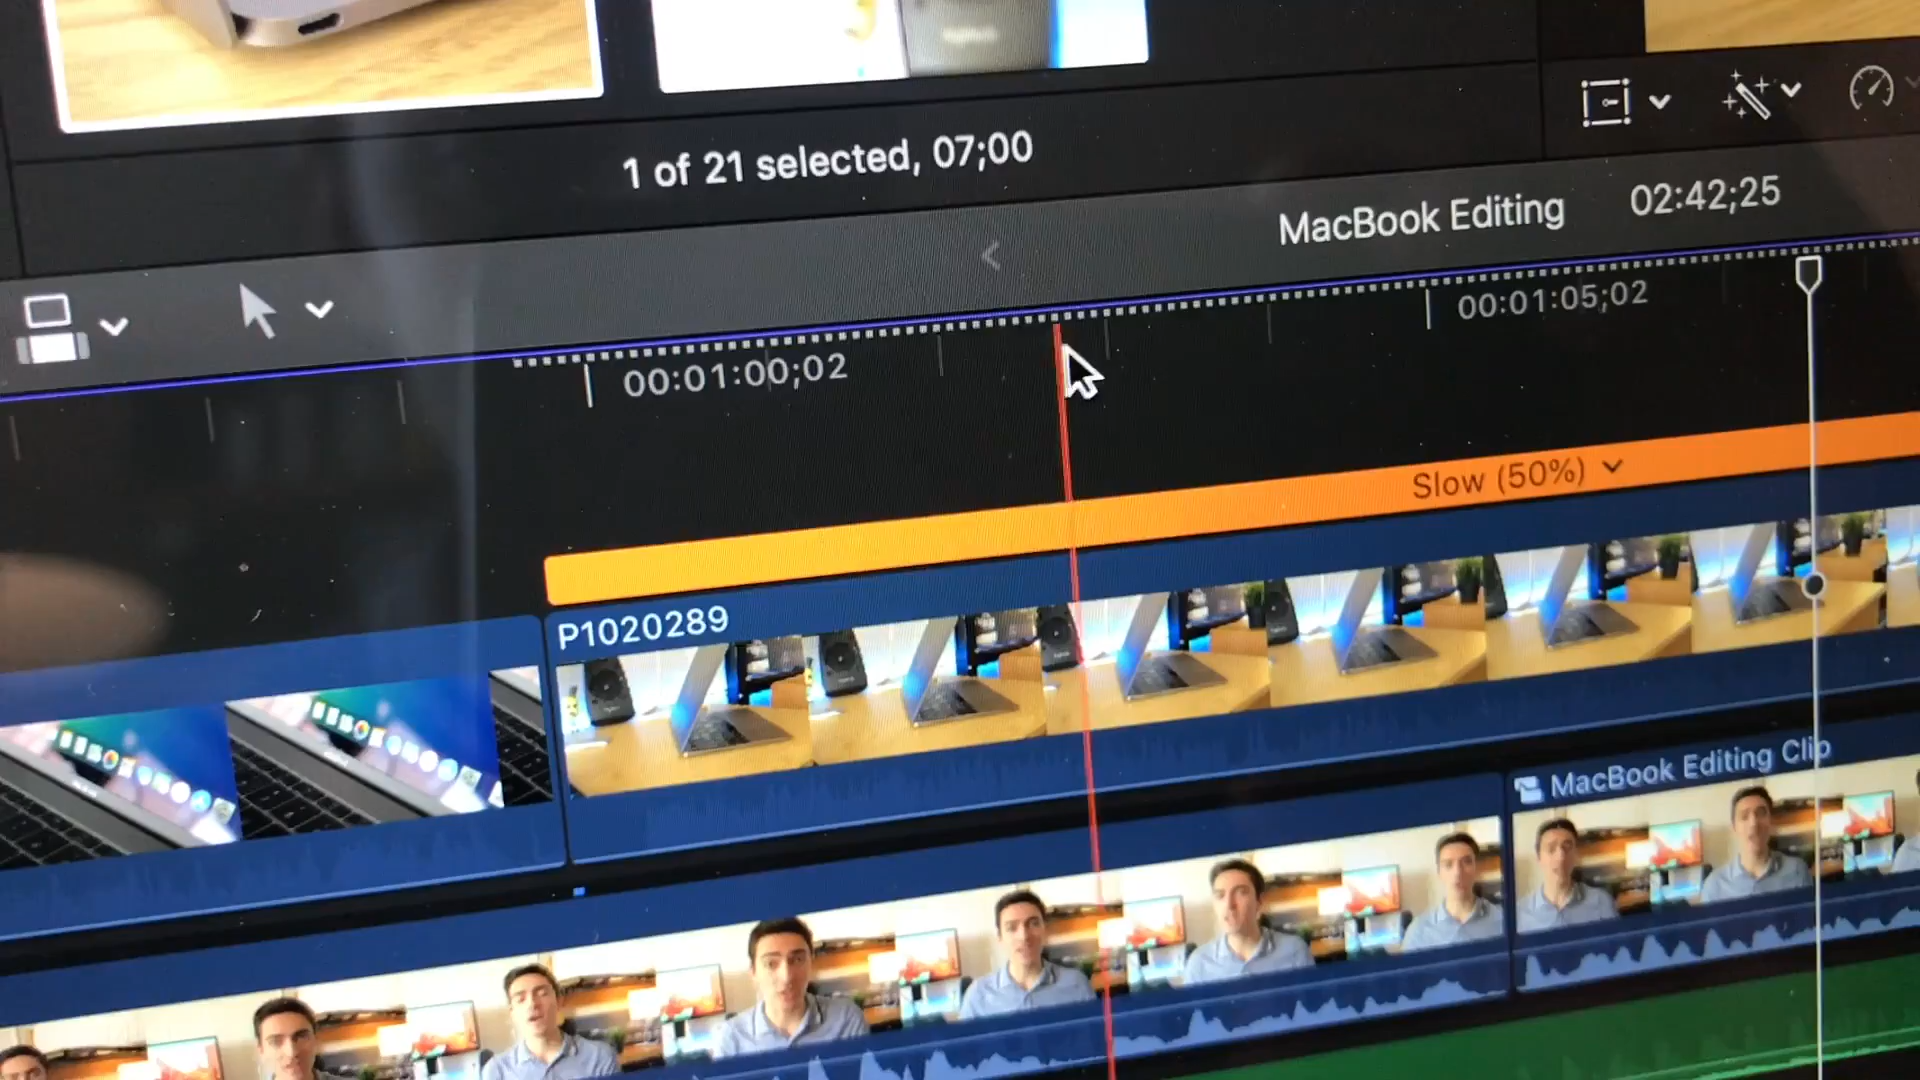 1 of 21 selected, 07;00
MacBook Editing 02:42;25
00:01:00;02
00:01:05;02
Slow (50%)
P1020289
MacBook Editing Clip